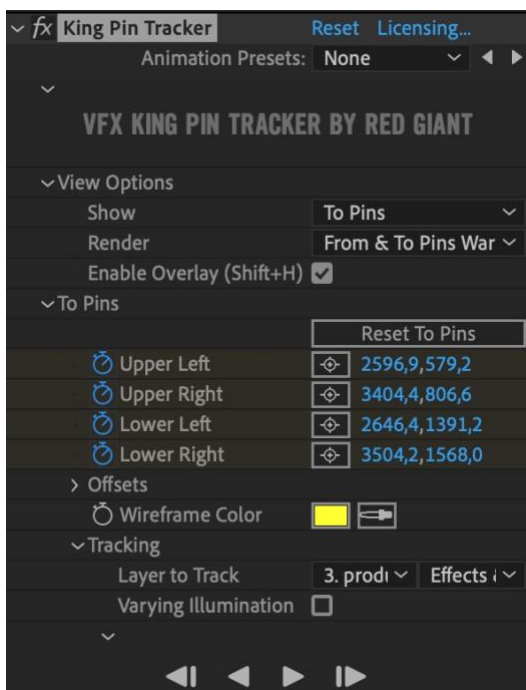 fx King Pin Tracker Reset Licensing...
Animation Presets: None
VFX KING PIN TRACKER BY RED GIANT
View Options
Show To Pins
Render From & To Pins War
Enable Overlay (Shift+H)
To Pins
Reset To Pins
Upper Left 2596,9,579,2
Upper Right 3404,4,806,6
Lower Left 2646,4,1391,2
Lower Right 3504,2,1568,0
Offsets
Wireframe Color
Tracking
Layer to Track 3. produ Effects &
Varying Illumination